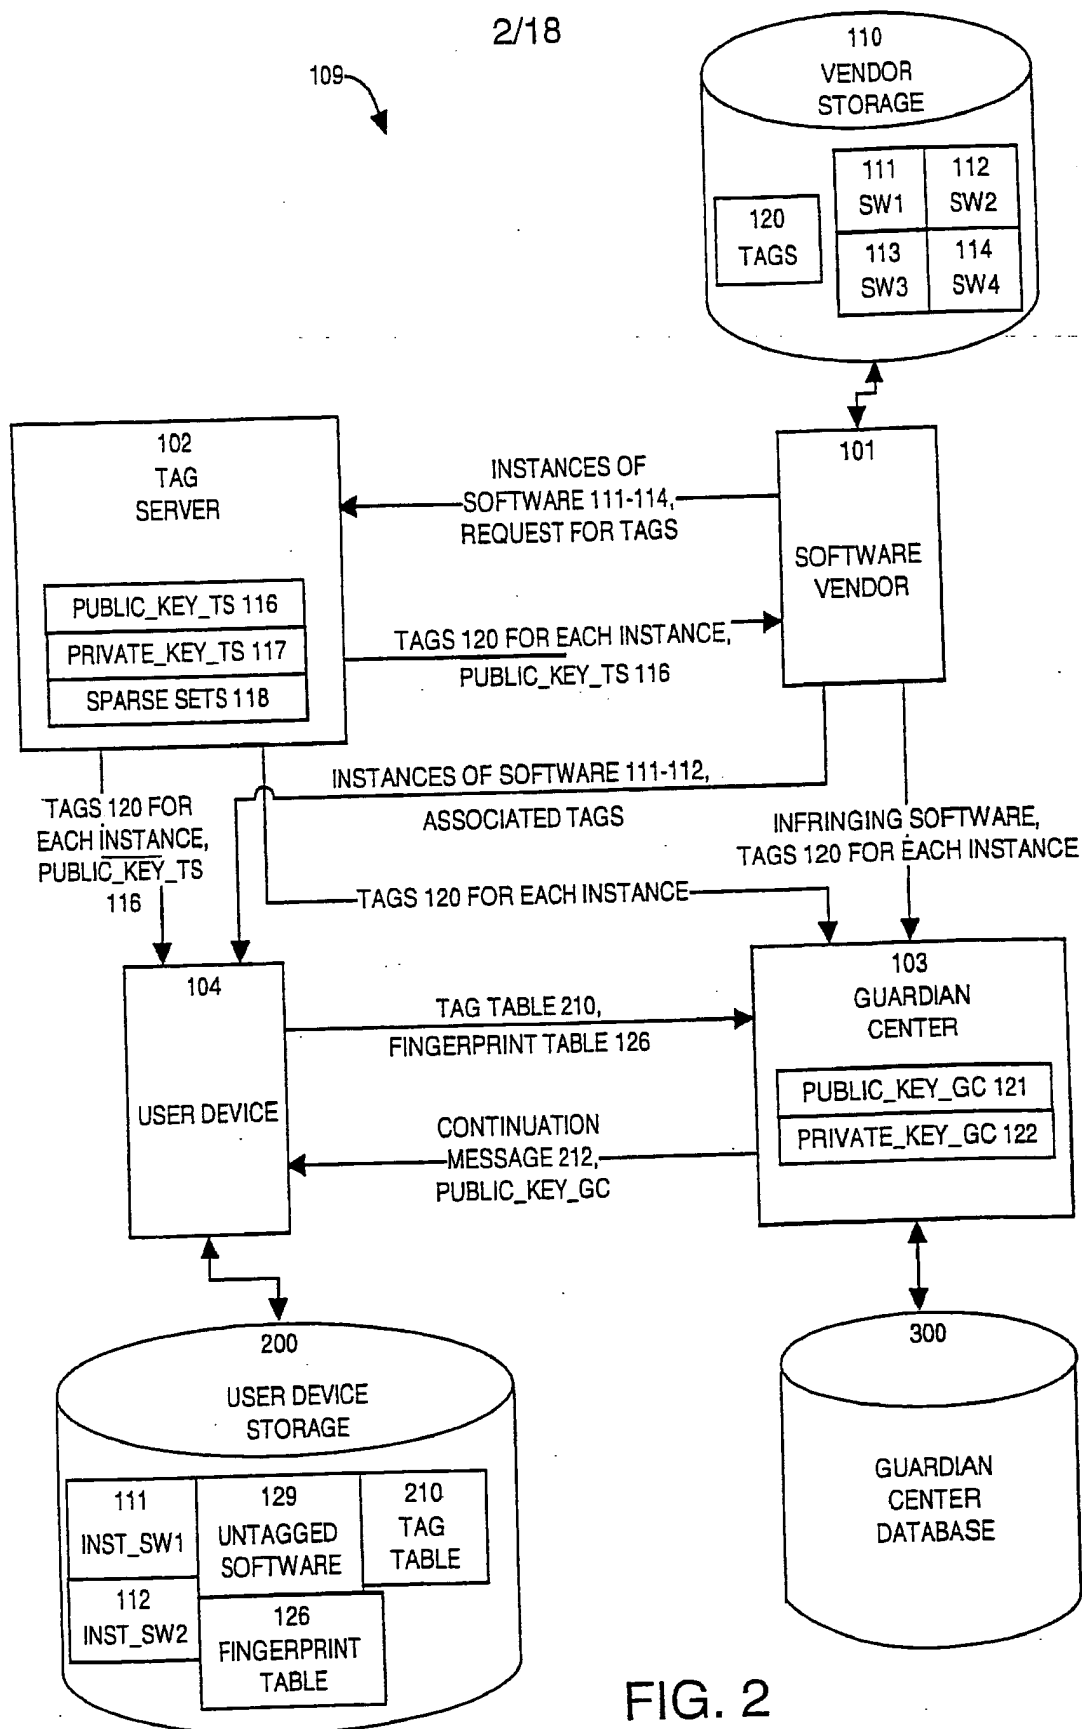 2/18
109
110
VENDOR
STORAGE
111
SW1
112
SW2
120
TAGS
113
SW3
114
SW4
102
TAG
SERVER
PUBLIC_KEY_TS 116
PRIVATE_KEY_TS 117
SPARSE SETS 118
INSTANCES OF
SOFTWARE 111-114,
REQUEST FOR TAGS
101
SOFTWARE
VENDOR
TAGS 120 FOR EACH INSTANCE,
PUBLIC_KEY_TS 116
INSTANCES OF SOFTWARE 111-112,
ASSOCIATED TAGS
TAGS 120 FOR
EACH INSTANCE,
PUBLIC_KEY_TS
116
INFRINGING SOFTWARE,
TAGS 120 FOR EACH INSTANCE
TAGS 120 FOR EACH INSTANCE
104
USER DEVICE
TAG TABLE 210,
FINGERPRINT TABLE 126
CONTINUATION
MESSAGE 212,
PUBLIC_KEY_GC
103
GUARDIAN
CENTER
PUBLIC_KEY_GC 121
PRIVATE_KEY_GC 122
200
USER DEVICE
STORAGE
111
INST_SW1
129
UNTAGGED
SOFTWARE
210
TAG
TABLE
112
INST_SW2
126
FINGERPRINT
TABLE
300
GUARDIAN
CENTER
DATABASE
FIG. 2